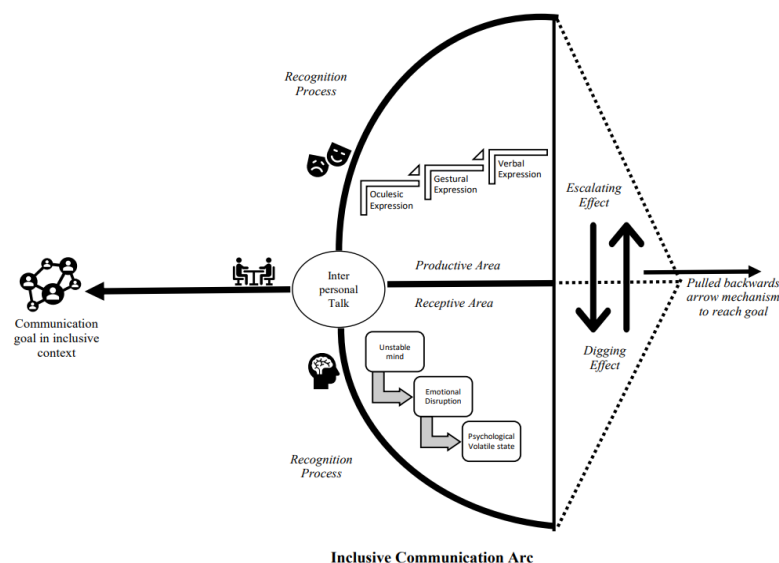 Recognition
Process
Verbal
Expression
Gestural
Expression
Oculesic
Expression
Escalating
Effect
Inter
personal
Talk
Productive Area
Receptive Area
Pulled backwards
arrow mechanism
to reach goal
Communication
goal in inclusive
context
Unstable
mind
Emotional
Disruption
Psychological
Volatile state
Digging
Effect
Recognition
Process
Inclusive Communication Arc